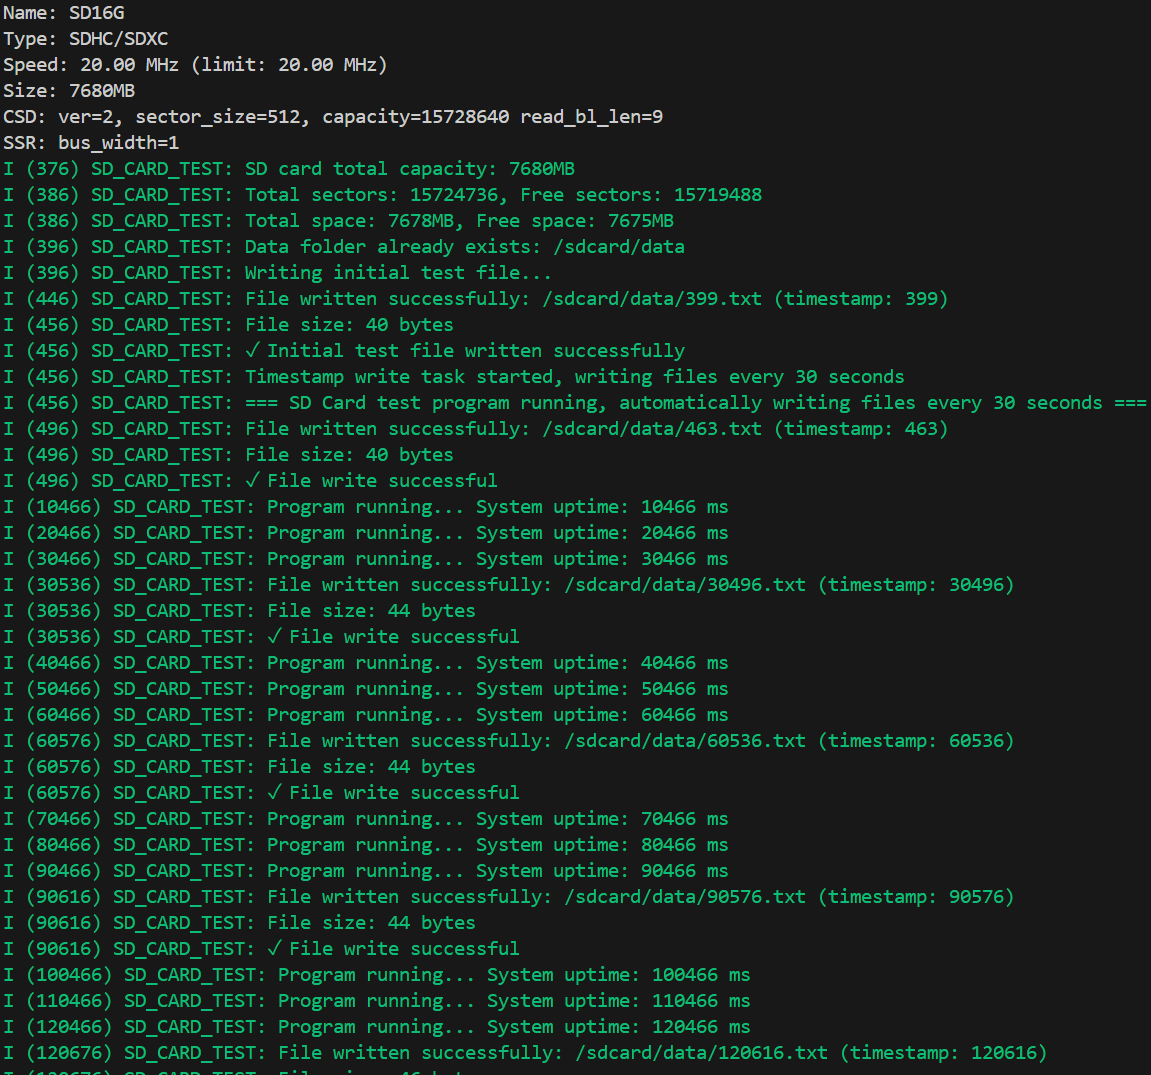 Name: SD16G
Type: SDHC/SDXC
Speed: 20.00 MHz (limit: 20.00 MHz)
Size: 7680MB
CSD: ver=2, sector_size=512, capacity=15728640 read_bl_len=9
SSR: bus_width=1
I (376) SD_CARD_TEST: SD card total capacity: 7680MB
I (386) SD_CARD_TEST: Total sectors: 15724736, Free sectors: 15719488
I (386) SD_CARD_TEST: Total space: 7678MB, Free space: 7675MB
I (396) SD_CARD_TEST: Data folder already exists: /sdcard/data
I (396) SD_CARD_TEST: Writing initial test file...
I (446) SD_CARD_TEST: File written successfully: /sdcard/data/399.txt (timestamp: 399)
I (456) SD_CARD_TEST: File size: 40 bytes
I (456) SD_CARD_TEST: ✓ Initial test file written successfully
I (456) SD_CARD_TEST: Timestamp write task started, writing files every 30 seconds
I (456) SD_CARD_TEST: === SD Card test program running, automatically writing files every 30 seconds ===
I (496) SD_CARD_TEST: File written successfully: /sdcard/data/463.txt (timestamp: 463)
I (496) SD_CARD_TEST: File size: 40 bytes
I (496) SD_CARD_TEST: ✓ File write successful
I (10466) SD_CARD_TEST: Program running... System uptime: 10466 ms
I (20466) SD_CARD_TEST: Program running... System uptime: 20466 ms
I (30466) SD_CARD_TEST: Program running... System uptime: 30466 ms
I (30536) SD_CARD_TEST: File written successfully: /sdcard/data/30496.txt (timestamp: 30496)
I (30536) SD_CARD_TEST: File size: 44 bytes
I (30536) SD_CARD_TEST: ✓ File write successful
I (40466) SD_CARD_TEST: Program running... System uptime: 40466 ms
I (50466) SD_CARD_TEST: Program running... System uptime: 50466 ms
I (60466) SD_CARD_TEST: Program running... System uptime: 60466 ms
I (60576) SD_CARD_TEST: File written successfully: /sdcard/data/60536.txt (timestamp: 60536)
I (60576) SD_CARD_TEST: File size: 44 bytes
I (60576) SD_CARD_TEST: ✓ File write successful
I (70466) SD_CARD_TEST: Program running... System uptime: 70466 ms
I (80466) SD_CARD_TEST: Program running... System uptime: 80466 ms
I (90466) SD_CARD_TEST: Program running... System uptime: 90466 ms
I (90616) SD_CARD_TEST: File written successfully: /sdcard/data/90576.txt (timestamp: 90576)
I (90616) SD_CARD_TEST: File size: 44 bytes
I (90616) SD_CARD_TEST: ✓ File write successful
I (100466) SD_CARD_TEST: Program running... System uptime: 100466 ms
I (110466) SD_CARD_TEST: Program running... System uptime: 110466 ms
I (120466) SD_CARD_TEST: Program running... System uptime: 120466 ms
I (120676) SD_CARD_TEST: File written successfully: /sdcard/data/120616.txt (timestamp: 120616)